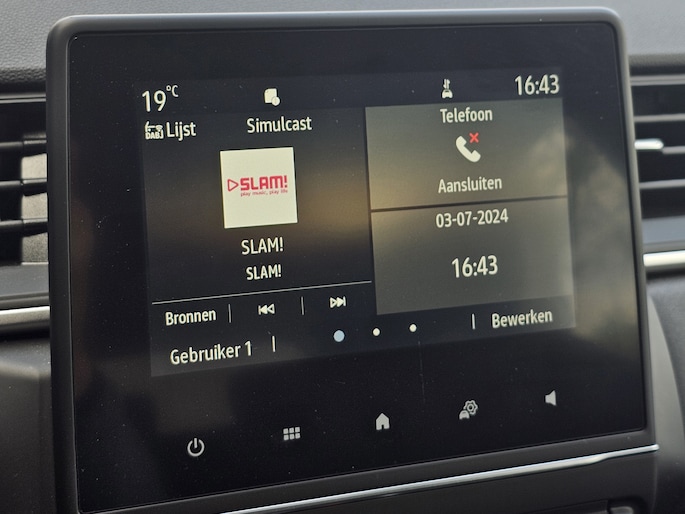 19°C
16:43
DAB
Lijst
Simulcast
SLAM!
play music, play life
SLAM!
SLAM!
Telefoon
Aansluiten
03-07-2024
16:43
Bronnen
Gebruiker 1
Bewerken